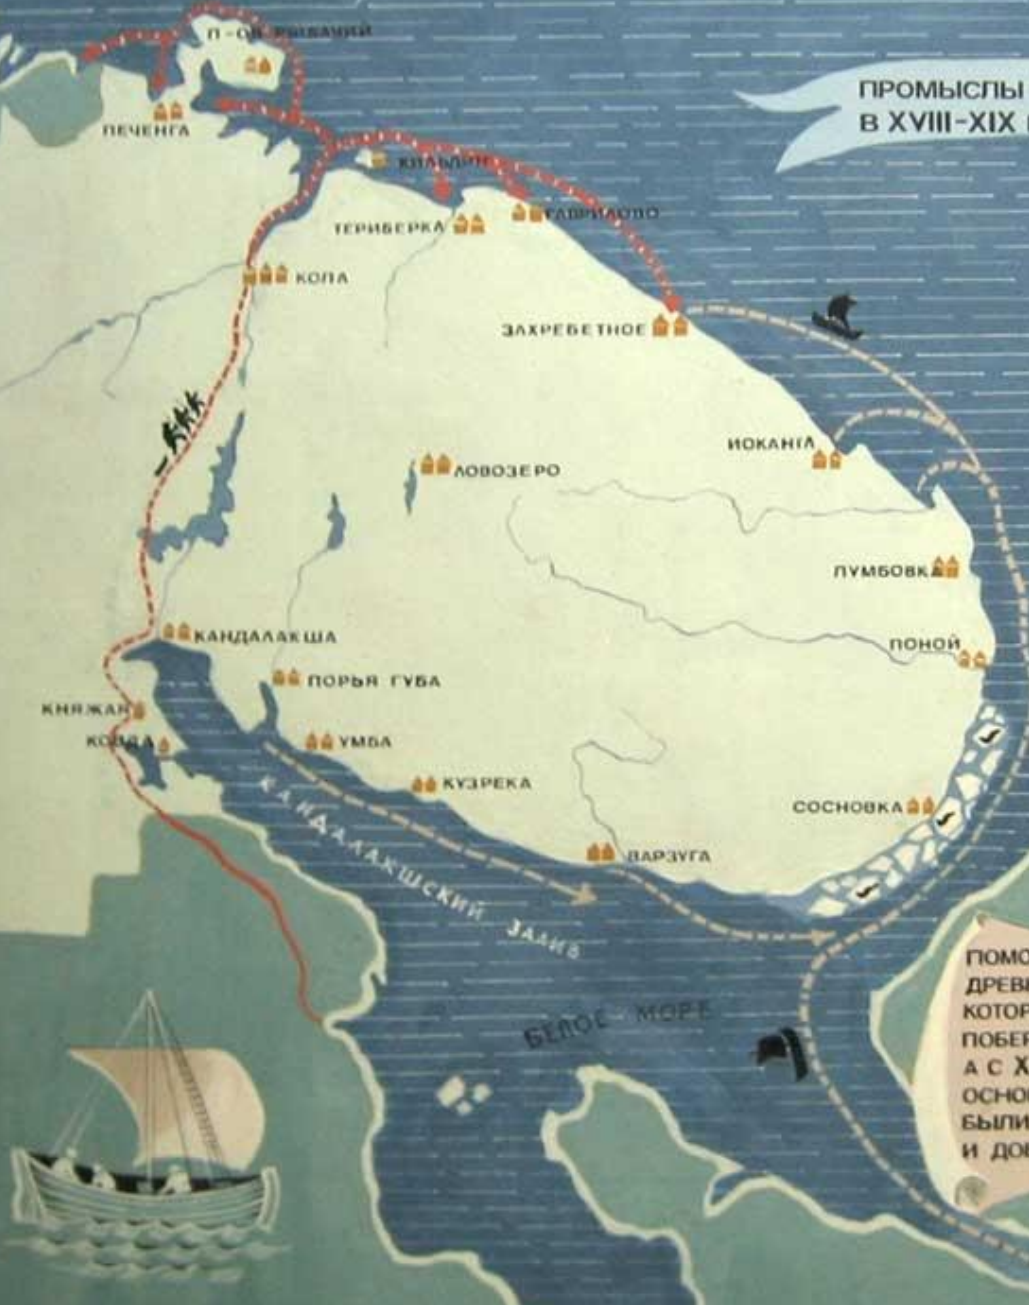 П-ОВ РЫБАЧИЙ
ПРОМЫСЛЫ
В XVIII-XIX
ПЕЧЕНГА
КИЛЬДИН
ТЕРИБЕРКА
ГАВРИЛОВО
КОЛА
ЗАХРЕБЕТНОЕ
ИОКАНГА
ЛОВОЗЕРО
ЛУМБОВКА
КАНДАЛАКША
ПОНОЙ
ПОРЬЯ ГУБА
КНЯЖАЯ
КОВДА
УМБА
КУЗРЕКА
СОСНОВКА
ВАРЗУГА
КАНДАЛАКШСКИЙ ЗАЛИВ
БЕЛОЕ МОРЕ
ПОМО
ДРЕВ
КОТОР
ПОБЕР
А С X
ОСНО
БЫЛИ
И ДО